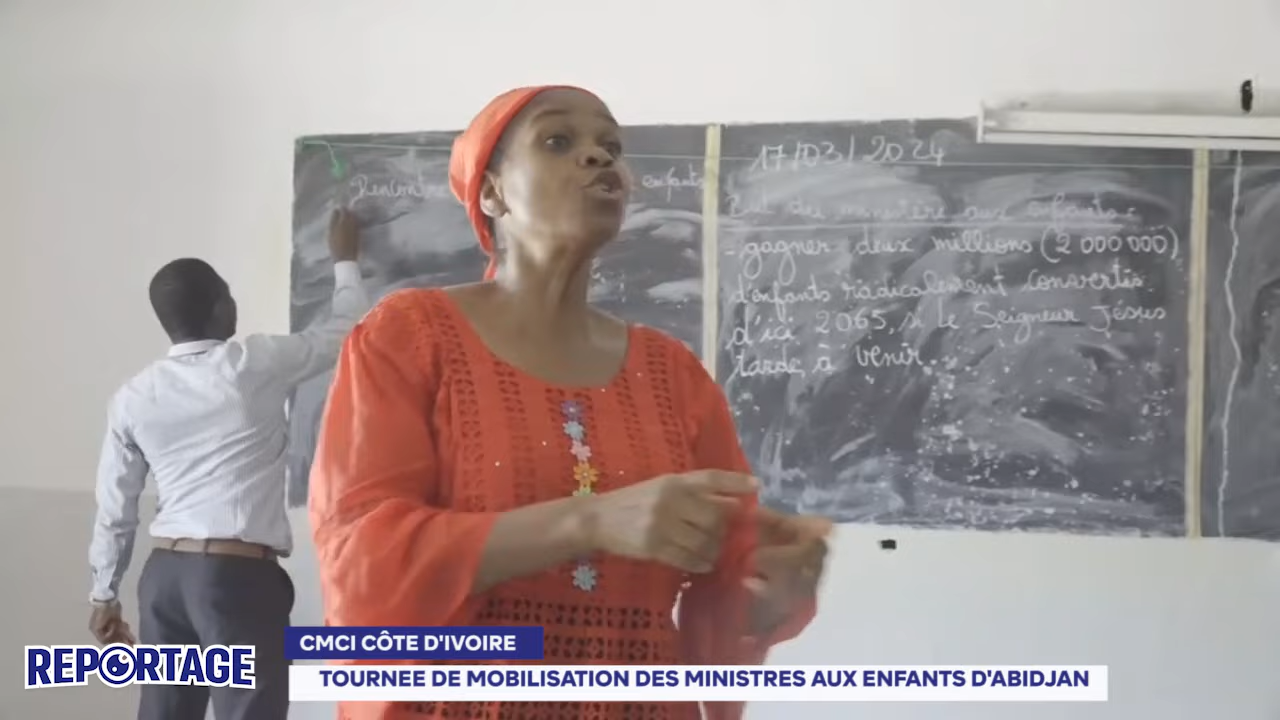 Rencontre
enfants
17/03/2024
But du ministère aux enfants :
- gagner deux millions (2 000 000)
d'enfants radicalement convertis
d'ici 2065, si le Seigneur Jésus
tarde à venir.
REPORTAGE
CMCI CÔTE D'IVOIRE
TOURNEE DE MOBILISATION DES MINISTRES AUX ENFANTS D'ABIDJAN